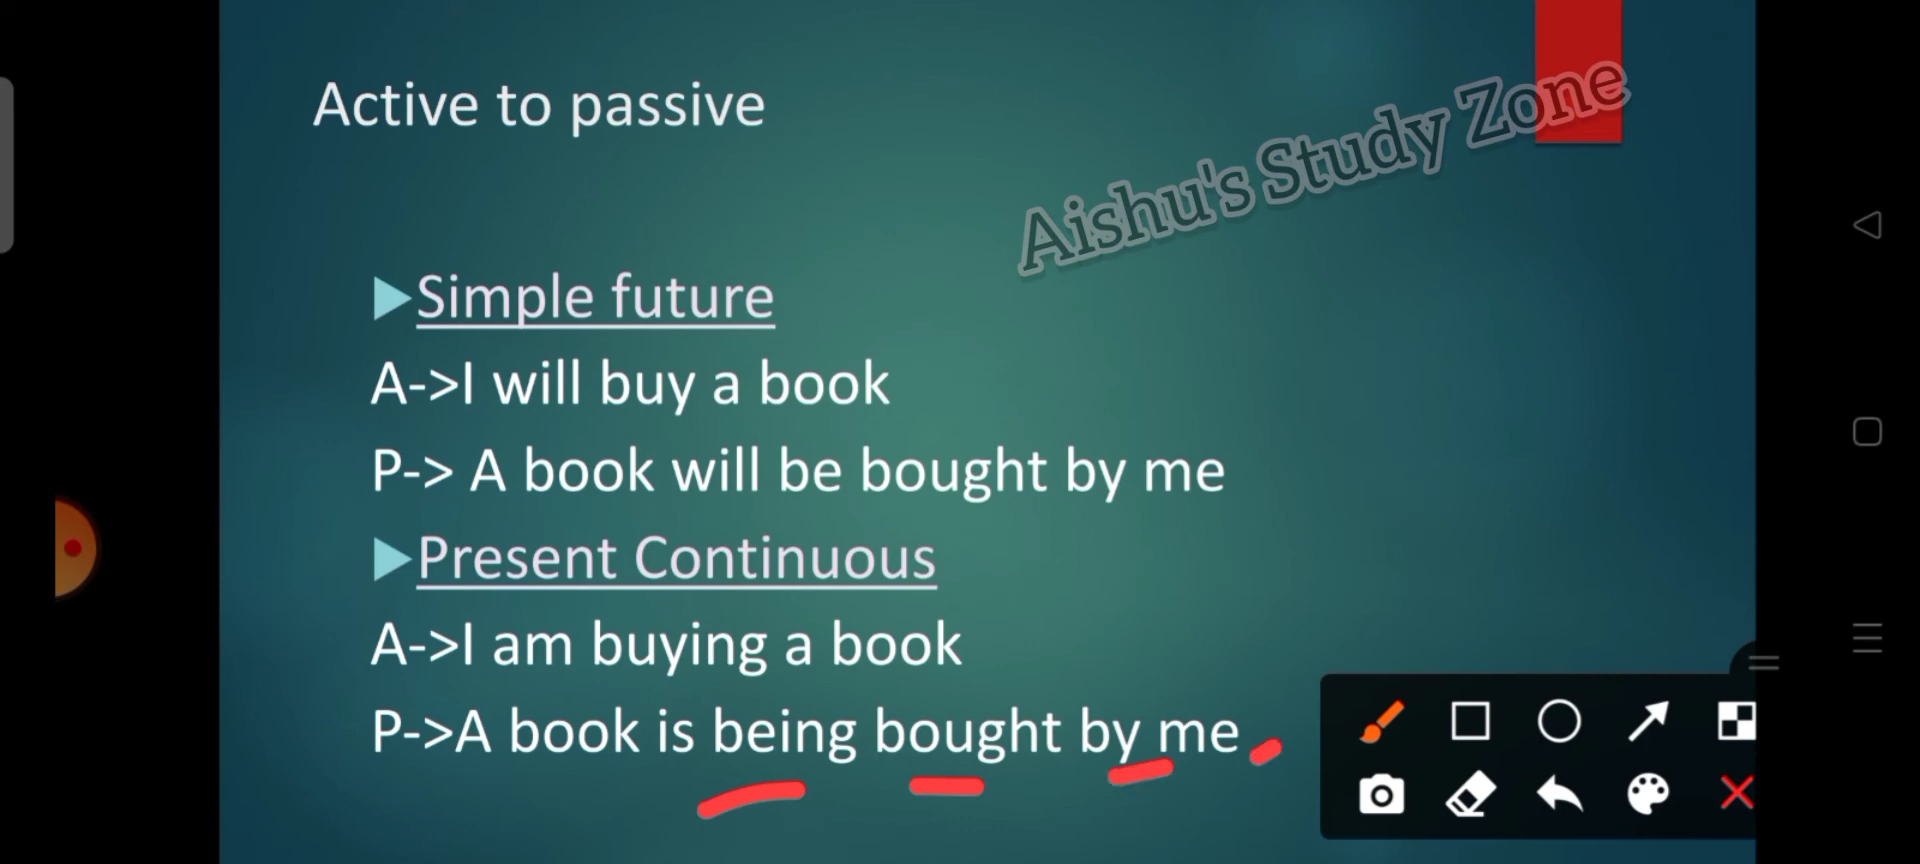 Active to passive
Aishu's Study Zone
Simple future
A->I will buy a book
P-> A book will be bought by me
Present Continuous
A->I am buying a book
P->A book is being bought by me